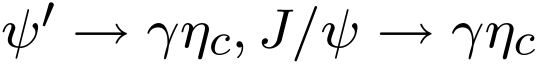 ψ′ → γη_c, J/ψ → γη_c